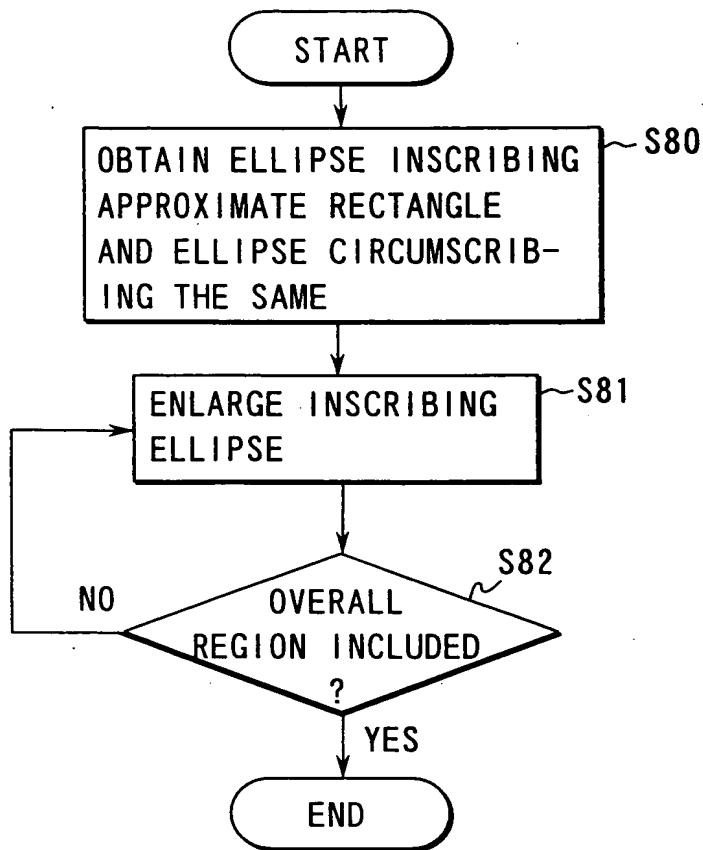 START
OBTAIN ELLIPSE INSCRIBING
APPROXIMATE RECTANGLE
AND ELLIPSE CIRCUMSCRIB-
ING THE SAME
S80
ENLARGE INSCRIBING
ELLIPSE
S81
OVERALL
REGION INCLUDED
?
S82
NO
YES
END